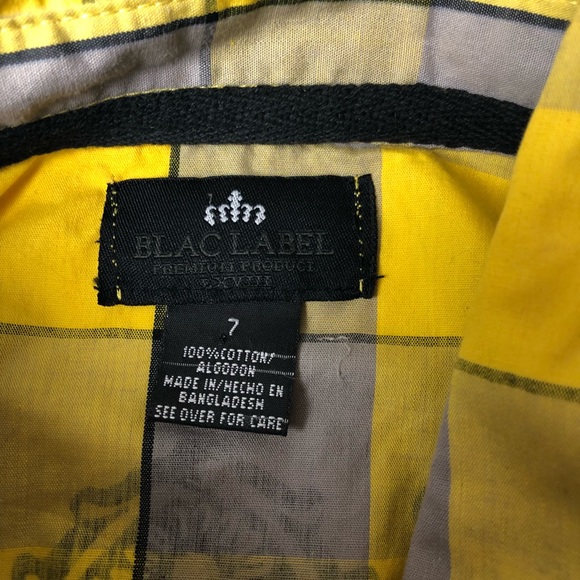 BLAC LABEL
PREMIUM PRODUCT
7
100%COTTON/
ALGODON
MADE IN/HECHO EN
BANGLADESH
SEE OVER FOR CARE